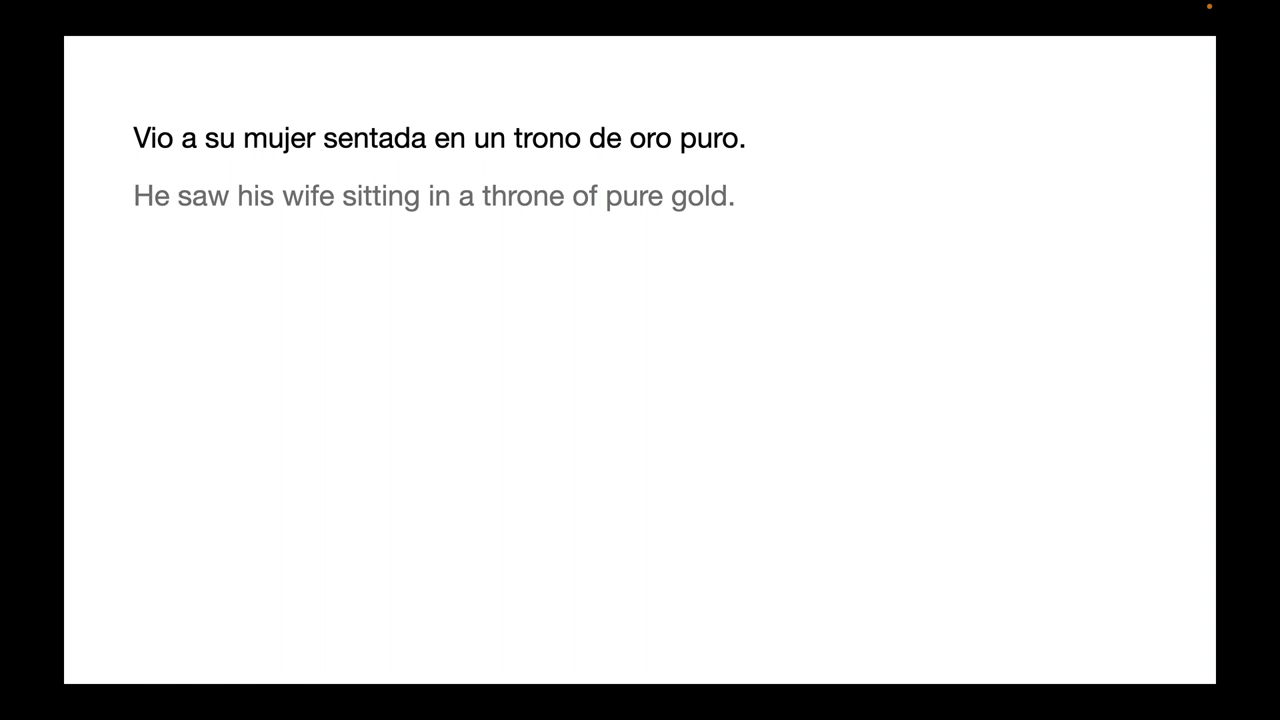 Vio a su mujer sentada en un trono de oro puro.
He saw his wife sitting in a throne of pure gold.